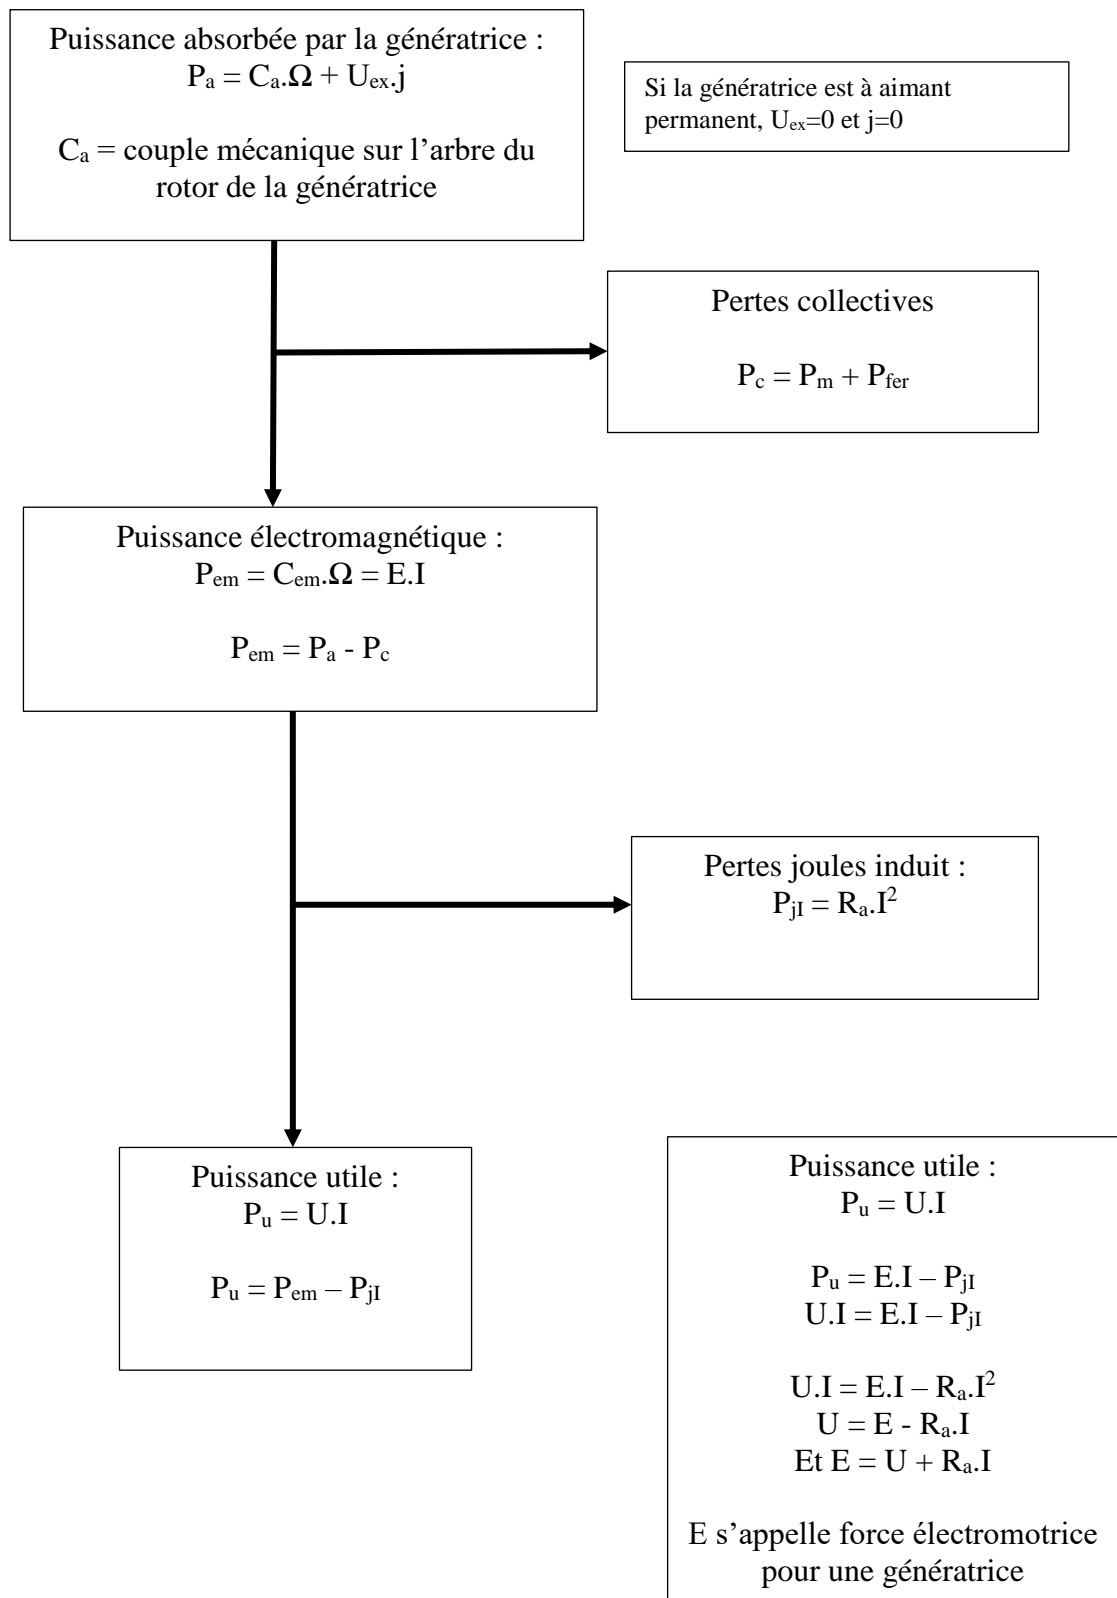 Puissance absorbée par la génératrice :
Pa = Ca.Ω + Uex.j
Ca = couple mécanique sur l’arbre du
rotor de la génératrice
Si la génératrice est à aimant
permanent, Uex=0 et j=0
Pertes collectives
Pc = Pm + Pfer
Puissance électromagnétique :
Pem = Cem.Ω = E.I
Pem = Pa - Pc
Pertes joules induit :
PjI = Ra.I²
Puissance utile :
Pu = U.I
Pu = Pem – PjI
Puissance utile :
Pu = U.I
Pu = E.I – PjI
U.I = E.I – PjI
U.I = E.I – Ra.I²
U = E - Ra.I
Et E = U + Ra.I
E s’appelle force électromotrice
pour une génératrice